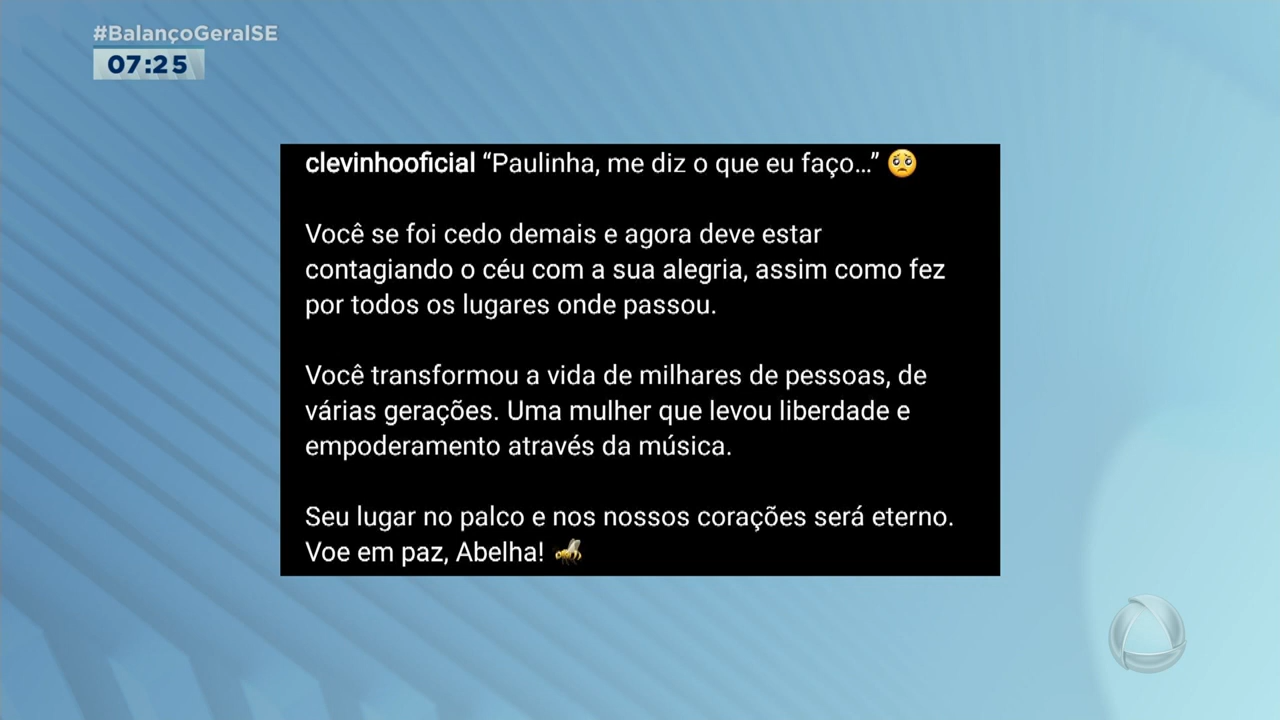 #BalançoGeralSE
07:25
clevinhooficial “Paulinha, me diz o que eu faço...” 🥺
Você se foi cedo demais e agora deve estar
contagiando o céu com a sua alegria, assim como fez
por todos os lugares onde passou.
Você transformou a vida de milhares de pessoas, de
várias gerações. Uma mulher que levou liberdade e
empoderamento através da música.
Seu lugar no palco e nos nossos corações será eterno.
Voe em paz, Abelha! 🐝